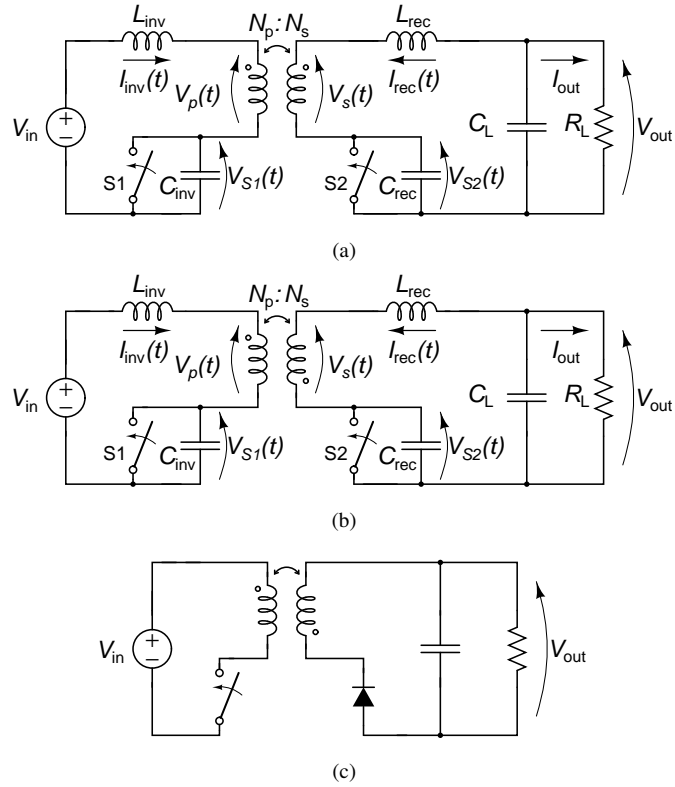 L_inv N_p : N_s L_rec
I_inv(t) V_p(t) V_s(t) I_rec(t) I_out
V_in + − C_L R_L V_out
S1 C_inv V_S1(t) S2 C_rec V_S2(t)
(a)
L_inv N_p : N_s L_rec
I_inv(t) V_p(t) V_s(t) I_rec(t) I_out
V_in + − C_L R_L V_out
S1 C_inv V_S1(t) S2 C_rec V_S2(t)
(b)
V_in + − V_out
(c)